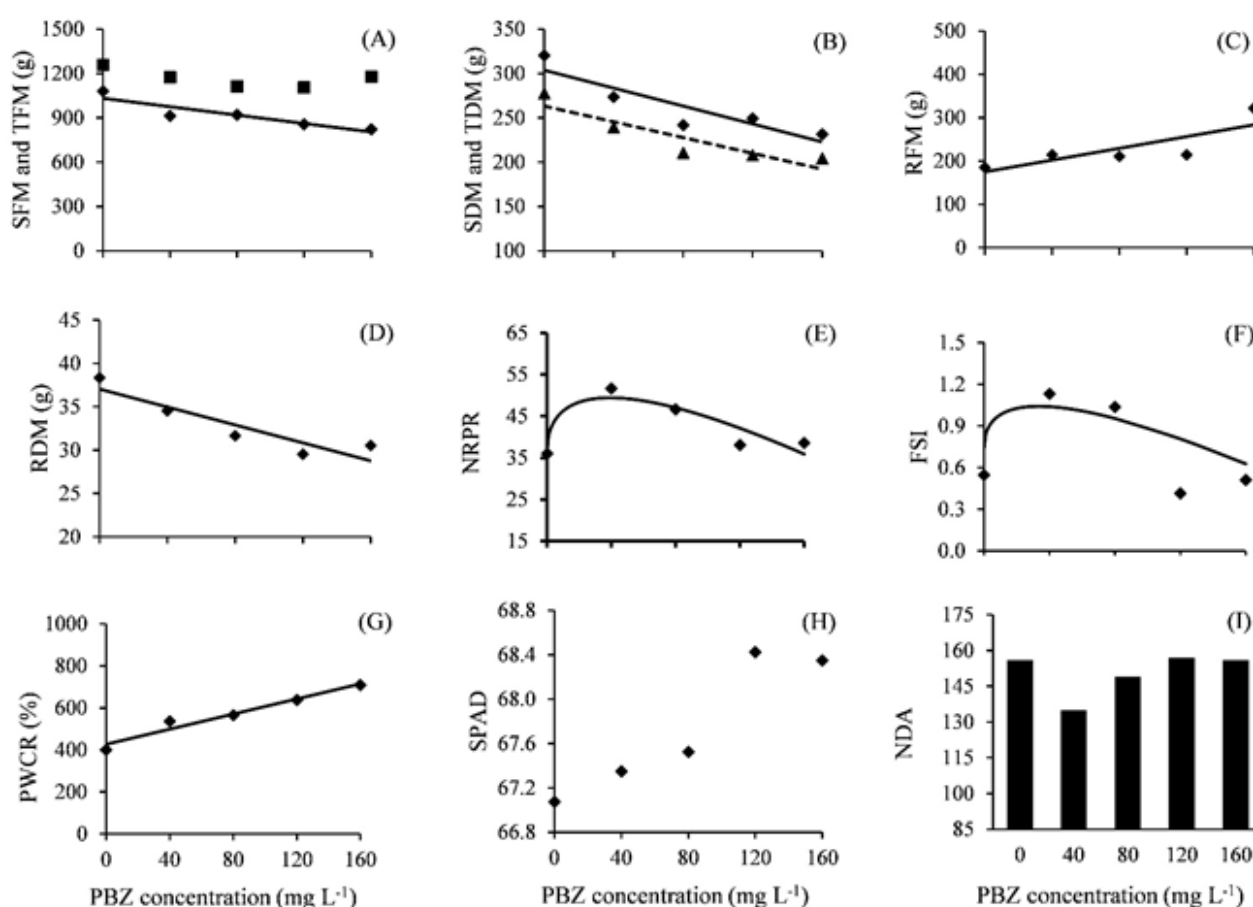 (A)
SFM and TFM (g)
1500
1200
900
600
300
0
(B)
SDM and TDM (g)
350
300
250
200
150
100
(C)
RFM (g)
500
400
300
200
100
0
(D)
RDM (g)
45
40
35
30
25
20
(E)
NRPR
65
55
45
35
25
15
(F)
FSI
1.5
1.2
0.9
0.6
0.3
0.0
(G)
PWCR (%)
1000
800
600
400
200
0
0 40 80 120 160
PBZ concentration (mg L-1)
(H)
SPAD
68.8
68.4
68.0
67.6
67.2
66.8
0 40 80 120 160
PBZ concentration (mg L-1)
(I)
NDA
175
160
145
130
115
100
85
0 40 80 120 160
PBZ concentration (mg L-1)